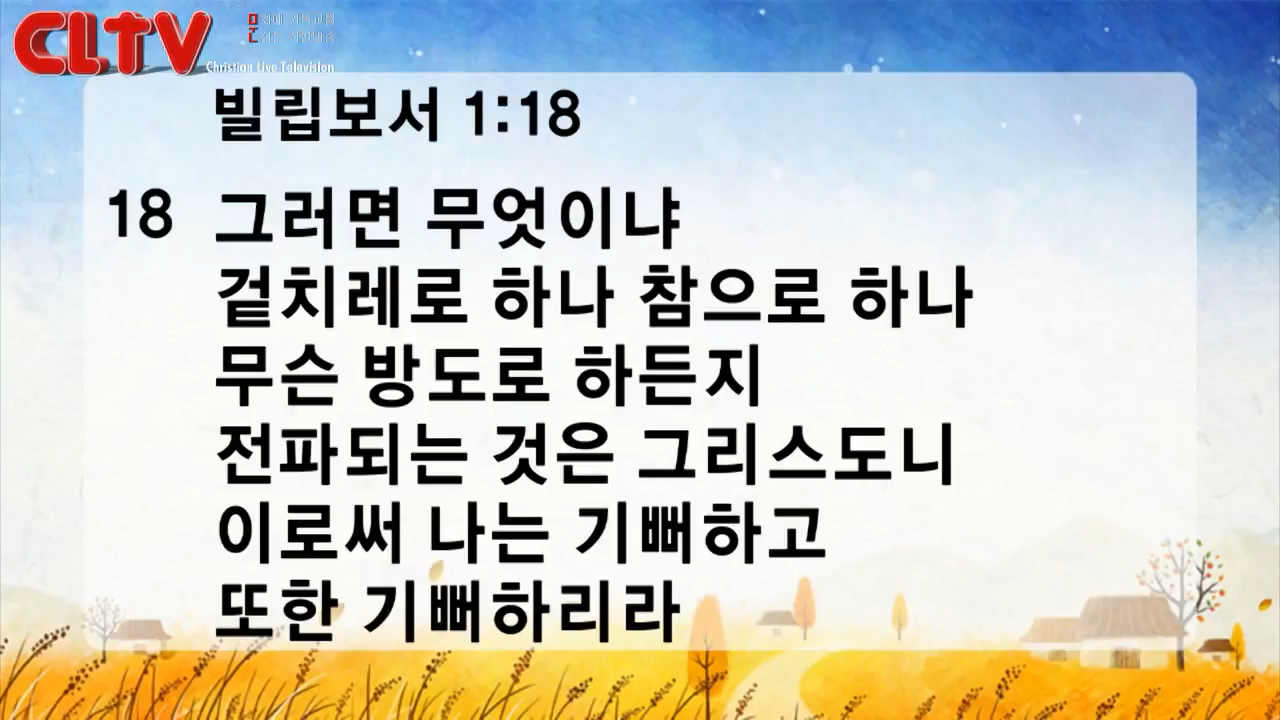 CLTV
Christian Live Television
빌립보서 1:18
18 그러면 무엇이냐
겉치레로 하나 참으로 하나
무슨 방도로 하든지
전파되는 것은 그리스도니
이로써 나는 기뻐하고
또한 기뻐하리라